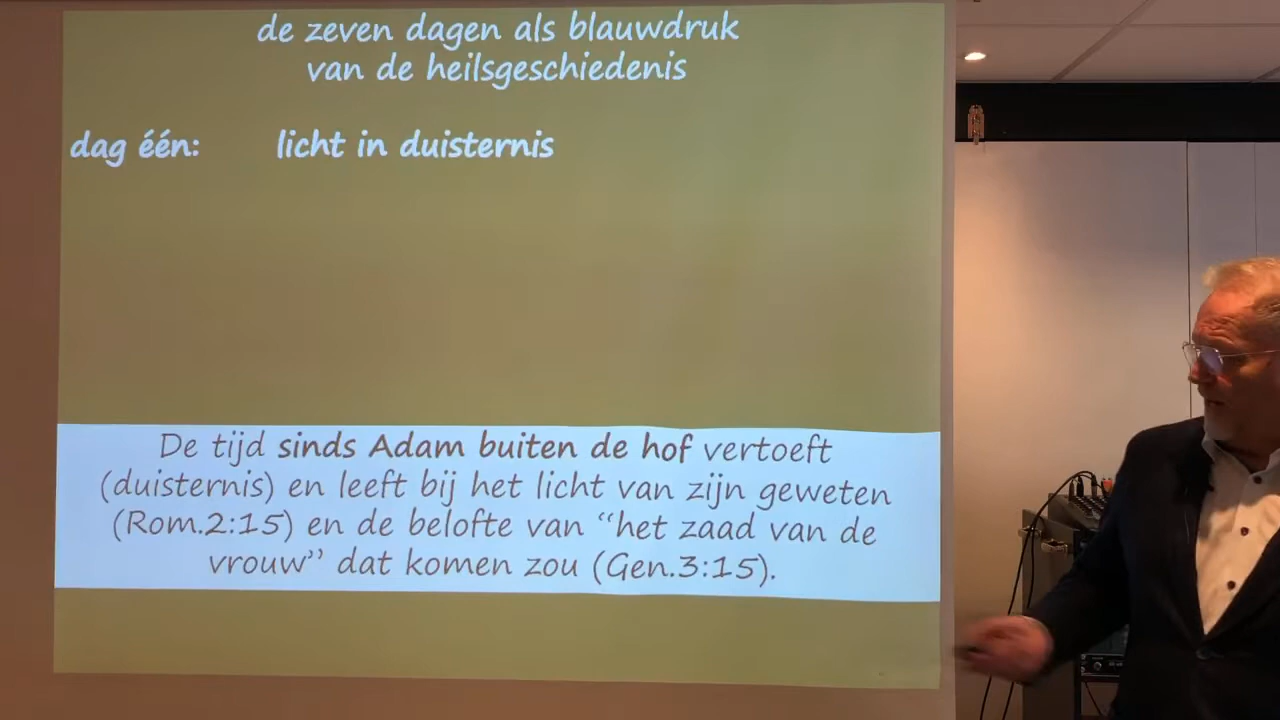 de zeven dagen als blauwdruk
van de heilsgeschiedenis
dag één: licht in duisternis
De tijd sinds Adam buiten de hof vertoeft
(duisternis) en leeft bij het licht van zijn geweten
(Rom.2:15) en de belofte van “het zaad van de
vrouw” dat komen zou (Gen.3:15).